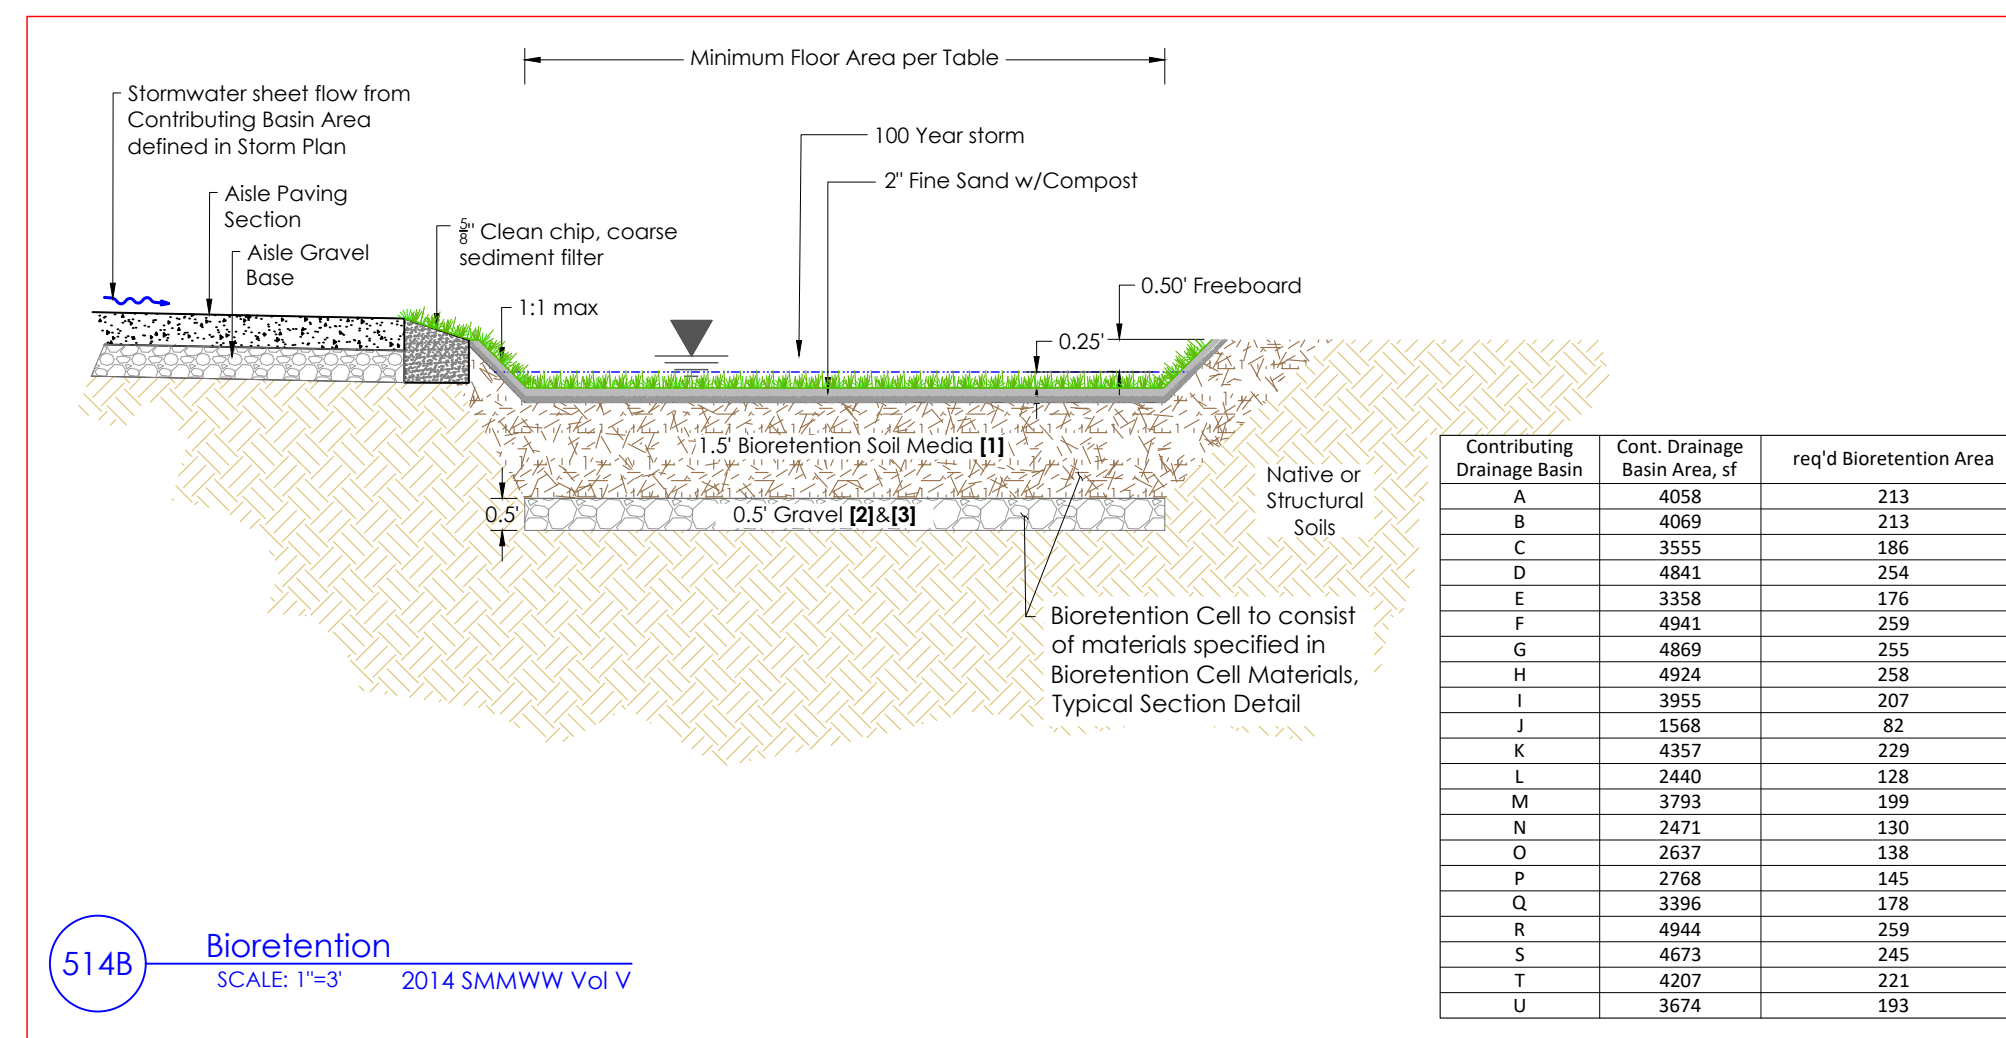 Minimum Floor Area per Table
Stormwater sheet flow from
Contributing Basin Area
defined in Storm Plan
100 Year storm
2" Fine Sand w/Compost
Aisle Paving
Section
5/8" Clean chip, coarse
sediment filter
Aisle Gravel
Base
0.50' Freeboard
1:1 max
0.25'
1.5' Bioretention Soil Media [1]
0.5'
0.5' Gravel [2]&[3]
Native or
Structural
Soils
Bioretention Cell to consist
of materials specified in
Bioretention Cell Materials,
Typical Section Detail
Contributing Drainage Basin | Cont. Drainage Basin Area, sf | req'd Bioretention Area
A 4058 213
B 4069 213
C 3555 186
D 4841 254
E 3358 176
F 4941 259
G 4869 255
H 4924 258
I 3955 207
J 1568 82
K 4357 229
L 2440 128
M 3793 199
N 2471 130
O 2637 138
P 2768 145
Q 3396 178
R 4944 259
S 4673 245
T 4207 221
U 3674 193
514B
Bioretention
SCALE: 1"=3' 2014 SMMWW Vol V